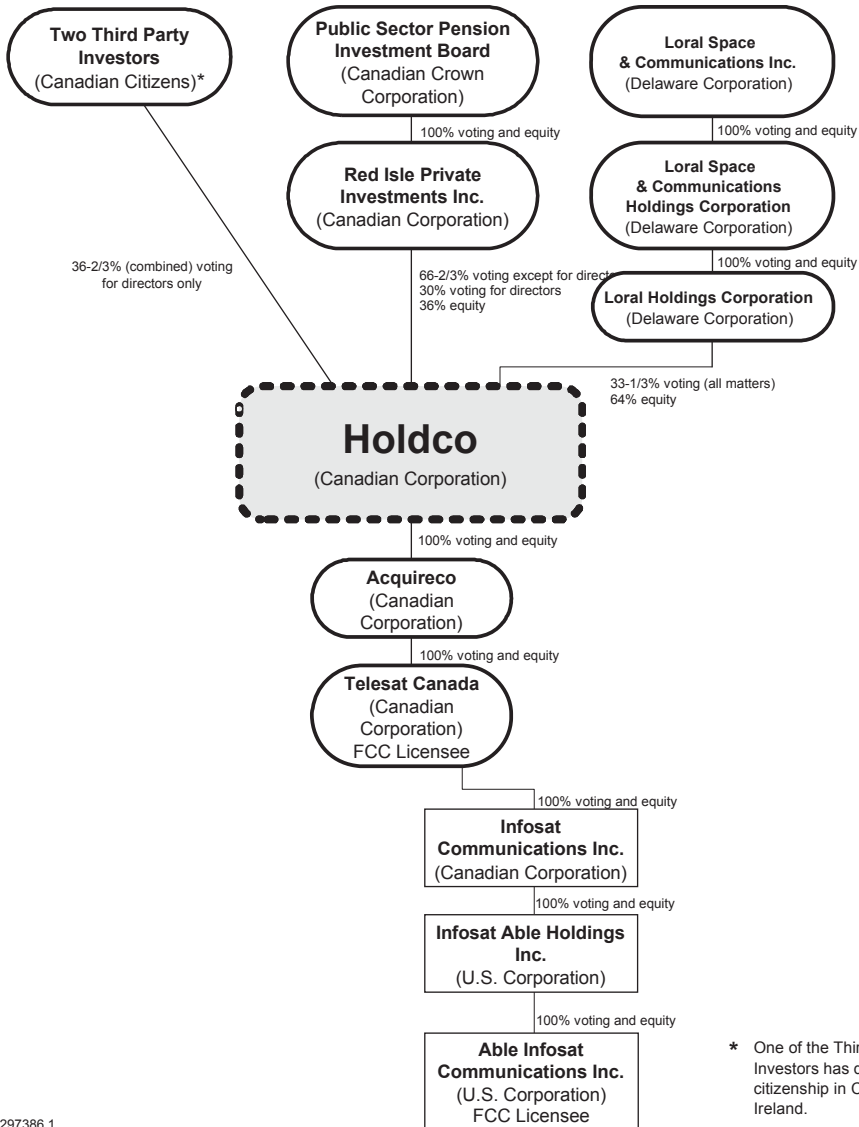 Two Third Party
Investors
(Canadian Citizens)*
Public Sector Pension
Investment Board
(Canadian Crown
Corporation)
Loral Space
& Communications Inc.
(Delaware Corporation)
100% voting and equity
100% voting and equity
Red Isle Private
Investments Inc.
(Canadian Corporation)
Loral Space
& Communications
Holdings Corporation
(Delaware Corporation)
100% voting and equity
36-2/3% (combined) voting
for directors only
66-2/3% voting except for
30% voting for directors
36% equity
Loral Holdings Corporation
(Delaware Corporation)
33-1/3% voting (all matters)
64% equity
Holdco
(Canadian Corporation)
100% voting and equity
Acquireco
(Canadian
Corporation)
100% voting and equity
Telesat Canada
(Canadian
Corporation)
FCC Licensee
100% voting and equity
Infosat
Communications Inc.
(Canadian Corporation)
100% voting and equity
Infosat Able Holdings
Inc.
(U.S. Corporation)
100% voting and equity
Able Infosat
Communications Inc.
(U.S. Corporation)
FCC Licensee
* One of the
Investors has
citizenship in
Ireland.
297386.1